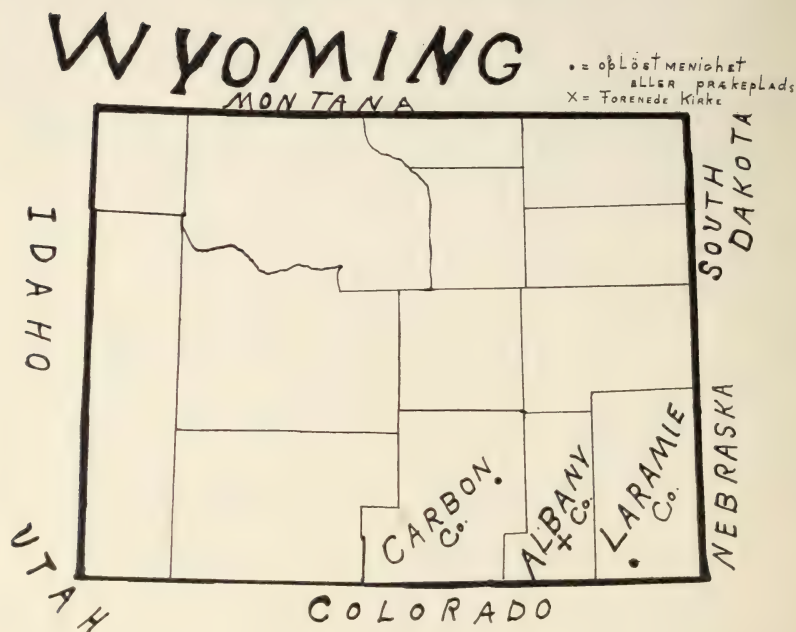 WYOMING
• = OPLÖST MENIGHET
ALLER PRÆKEPLADS
X = FORENEDE KIRKE
MONTANA
IDAHO
SOUTH
DAKOTA
NEBRASKA
CARBON
Co.
ALBANY
Co.
LARAMIE
Co.
UTAH
COLORADO